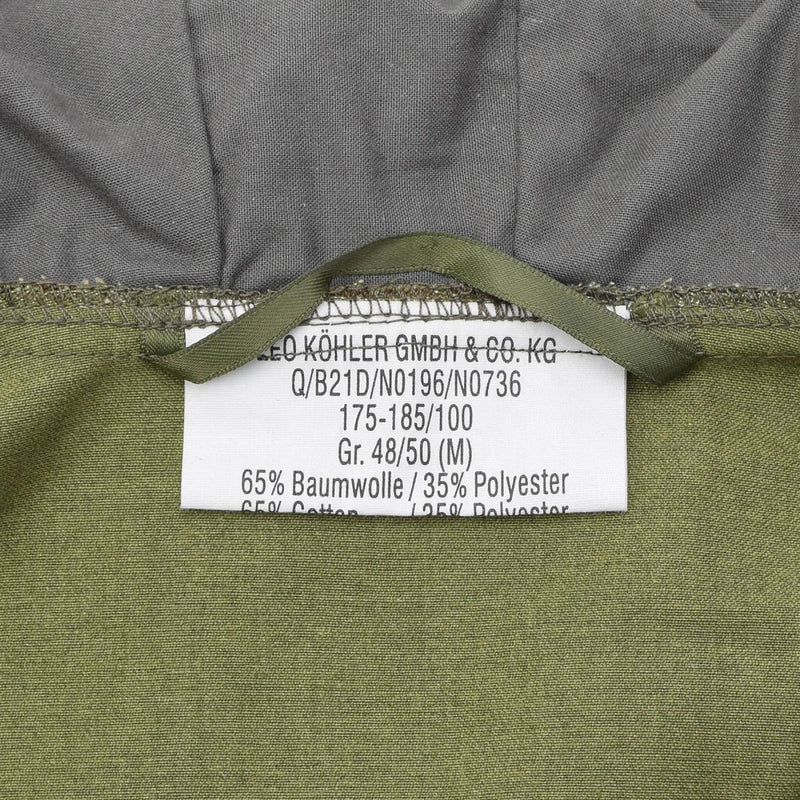 LEO KÖHLER GMBH & CO. KG
Q/B21D/N0196/N0736
175-185/100
Gr. 48/50 (M)
65% Baumwolle / 35% Polyester
65% Cotton / 35% Polyester